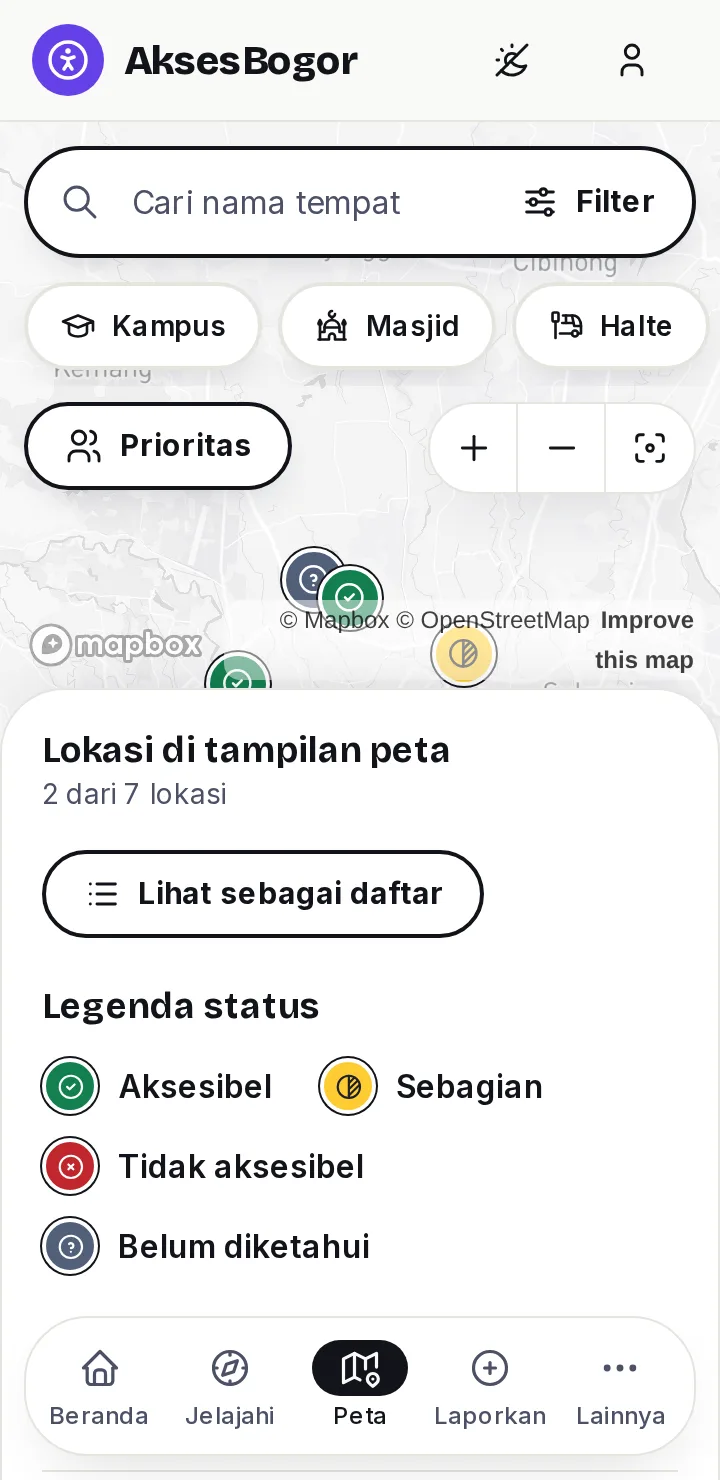 AksesBogor
Cari nama tempat
Filter
Cibinong
Kampus
Masjid
Halte
Kemang
Prioritas
© Mapbox © OpenStreetMap Improve
this map
mapbox
Lokasi di tampilan peta
2 dari 7 lokasi
Lihat sebagai daftar
Legenda status
Aksesibel
Sebagian
Tidak aksesibel
Belum diketahui
Beranda
Jelajahi
Peta
Laporkan
Lainnya